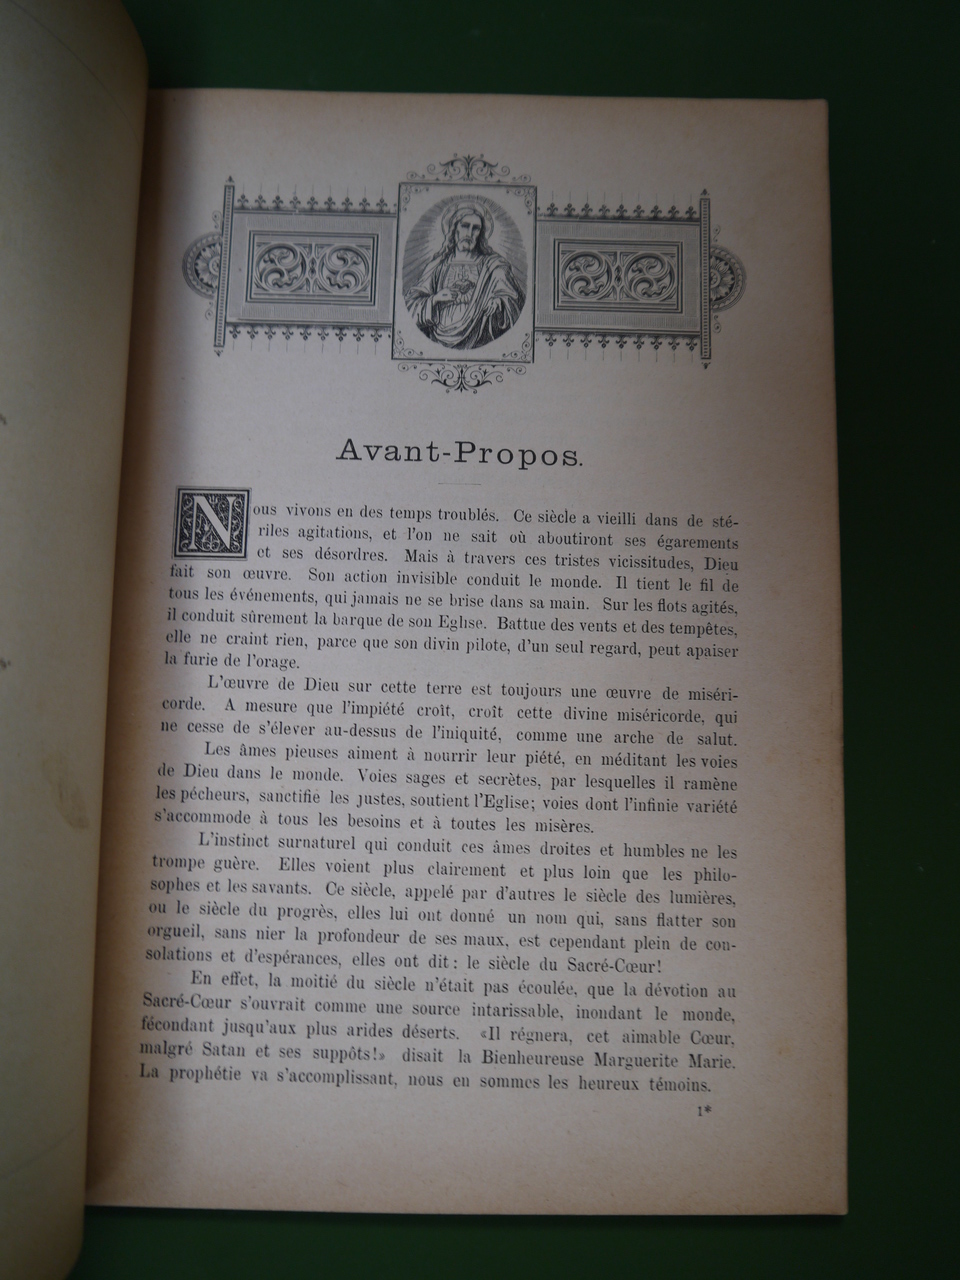 Avant-Propos.
Nous vivons en des temps troublés. Ce siècle a vieilli dans de sté-
riles agitations, et l'on ne sait où aboutiront ses égarements
et ses désordres. Mais à travers ces tristes vicissitudes, Dieu
fait son œuvre. Son action invisible conduit le monde. Il tient le fil de
tous les événements, qui jamais ne se brise dans sa main. Sur les flots agités,
il conduit sûrement la barque de son Eglise. Battue des vents et des tempêtes,
elle ne craint rien, parce que son divin pilote, d'un seul regard, peut apaiser
la furie de l'orage.
L'œuvre de Dieu sur cette terre est toujours une œuvre de miséri-
corde. A mesure que l'impiété croît, croît cette divine miséricorde, qui
ne cesse de s'élever au-dessus de l'iniquité, comme une arche de salut.
Les âmes pieuses aiment à nourrir leur piété, en méditant les voies
de Dieu dans le monde. Voies sages et secrètes, par lesquelles il ramène
les pécheurs, sanctifie les justes, soutient l'Eglise; voies dont l'infinie variété
s'accommode à tous les besoins et à toutes les misères.
L'instinct surnaturel qui conduit ces âmes droites et humbles ne les
trompe guère. Elles voient plus clairement et plus loin que les philo-
sophes et les savants. Ce siècle, appelé par d'autres le siècle des lumières,
ou le siècle du progrès, elles lui ont donné un nom qui, sans flatter son
orgueil, sans nier la profondeur de ses maux, est cependant plein de con-
solations et d'espérances, elles ont dit: le siècle du Sacré-Cœur!
En effet, la moitié du siècle n'était pas écoulée, que la dévotion au
Sacré-Cœur s'ouvrait comme une source intarissable, inondant le monde,
fécondant jusqu'aux plus arides déserts. «Il régnera, cet aimable Cœur,
malgré Satan et ses suppôts!» disait la Bienheureuse Marguerite Marie.
La prophétie va s'accomplissant, nous en sommes les heureux témoins.
1*